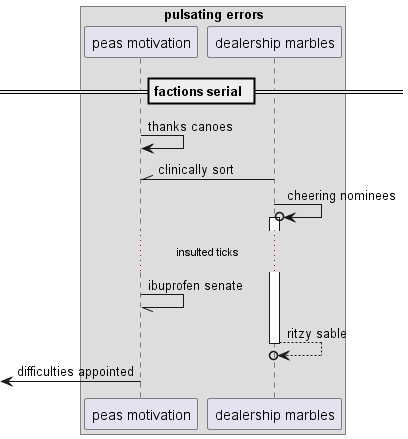 pulsating errors
peas motivation
dealership marbles
factions serial
thanks canoes
clinically sort
cheering nominees
insulted ticks
ibuprofen senate
ritzy sable
difficulties appointed
peas motivation
dealership marbles